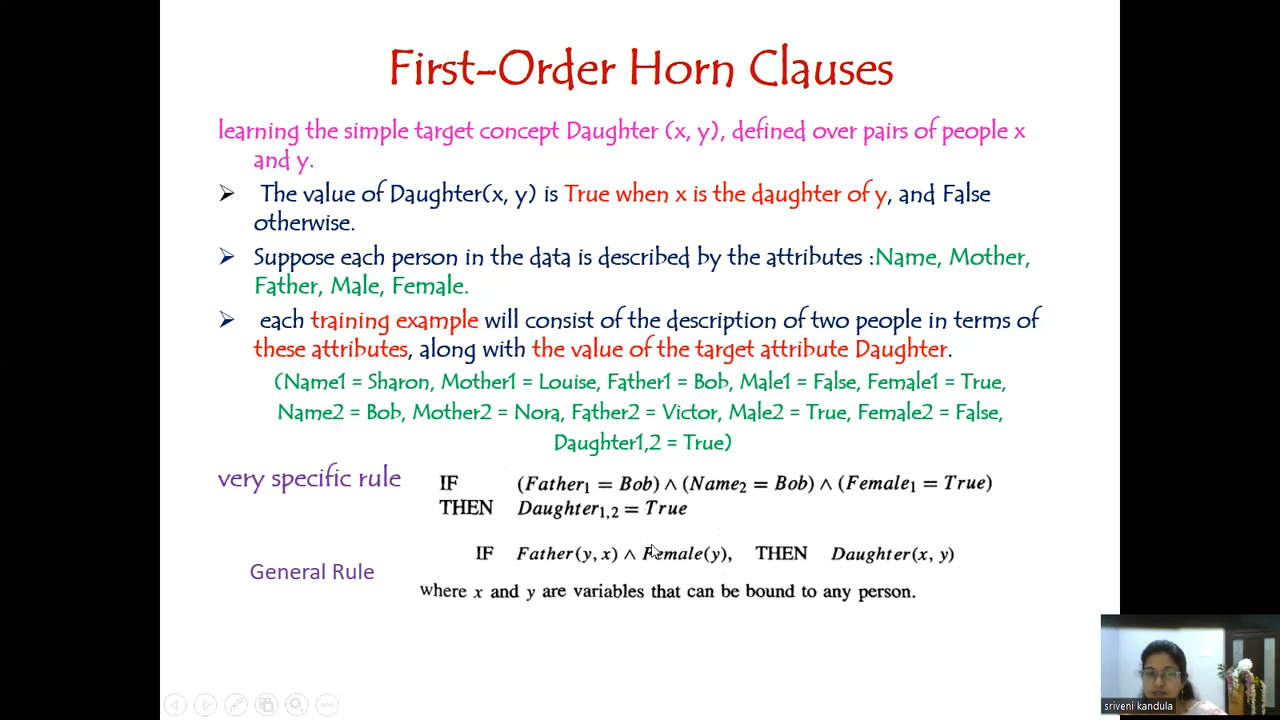 First-Order Horn Clauses
learning the simple target concept Daughter (x, y), defined over pairs of people x
and y.
➢ The value of Daughter(x, y) is True when x is the daughter of y, and False
otherwise.
➢ Suppose each person in the data is described by the attributes :Name, Mother,
Father, Male, Female.
➢ each training example will consist of the description of two people in terms of
these attributes, along with the value of the target attribute Daughter.
(Name1 = Sharon, Mother1 = Louise, Father1 = Bob, Male1 = False, Female1 = True,
Name2 = Bob, Mother2 = Nora, Father2 = Victor, Male2 = True, Female2 = False,
Daughter1,2 = True)
very specific rule
IF (Father₁ = Bob) ∧ (Name₂ = Bob) ∧ (Female₁ = True)
THEN Daughter₁,₂ = True
IF Father(y, x) ∧ Female(y), THEN Daughter(x, y)
General Rule
where x and y are variables that can be bound to any person.
sriveni kandula